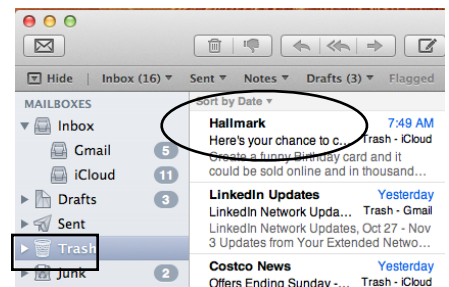 Hide | Inbox (16) ▾ Sent ▾ Notes ▾ Drafts (3) ▾ Flagged
MAILBOXES
Inbox
Gmail 5
iCloud 11
Drafts 3
Sent
Trash
Junk 2
Sort by Date ▾
Hallmark 7:49 AM
Here's your chance to c... Trash - iCloud
Create a funny Birthday card and it
could be sold online and in thousand...
LinkedIn Updates Yesterday
LinkedIn Network Upda... Trash - Gmail
LinkedIn Network Updates, Oct 27 - Nov
3 Updates from Your Extended Netwo...
Costco News Yesterday
Offers Ending Sunday -... Trash - iCloud